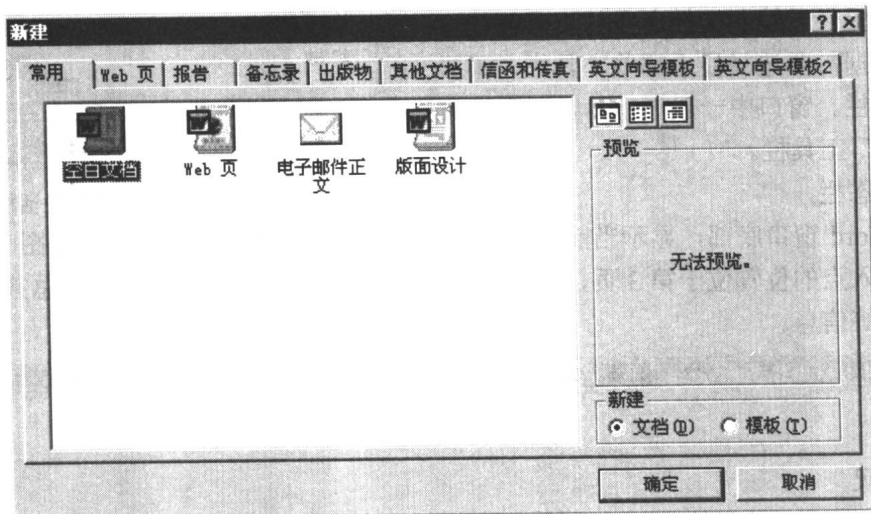 新建
常用 Web 页 报告 备忘录 出版物 其他文档 信函和传真 英文向导模板 英文向导模板2
空白文档 Web 页 电子邮件正文 版面设计
预览
无法预览。
新建
文档(D) 模板(T)
确定 取消